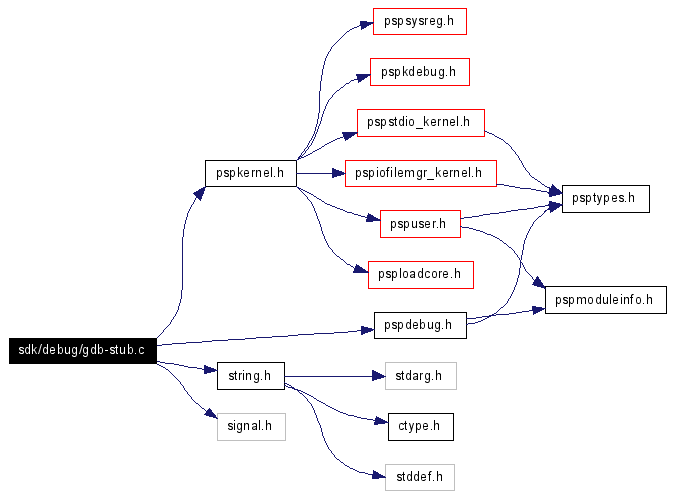 pspsysreg.h
pspkdebug.h
pspstdio_kernel.h
pspkernel.h
pspiofilemgr_kernel.h
psptypes.h
pspuser.h
psploadcore.h
pspmoduleinfo.h
pspdebug.h
sdk/debug/gdb-stub.c
string.h
stdarg.h
signal.h
ctype.h
stddef.h